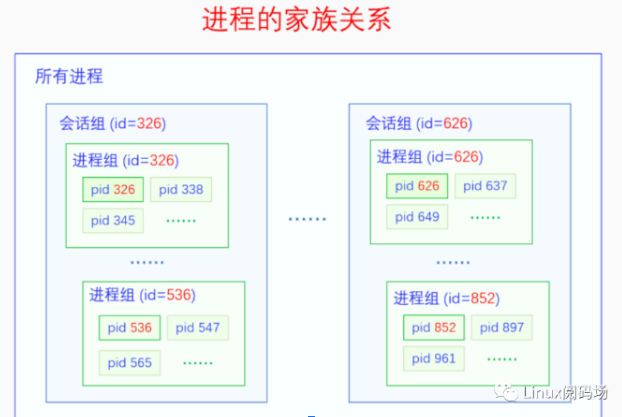 进程的家族关系
所有进程
会话组 (id=326)
进程组 (id=326)
pid 326 pid 338
pid 345 ......
......
进程组 (id=536)
pid 536 pid 547
pid 565 ......
......
会话组 (id=626)
进程组 (id=626)
pid 626 pid 637
pid 649 ......
......
进程组 (id=852)
pid 852 pid 897
pid 961 ......
Linux阅码场